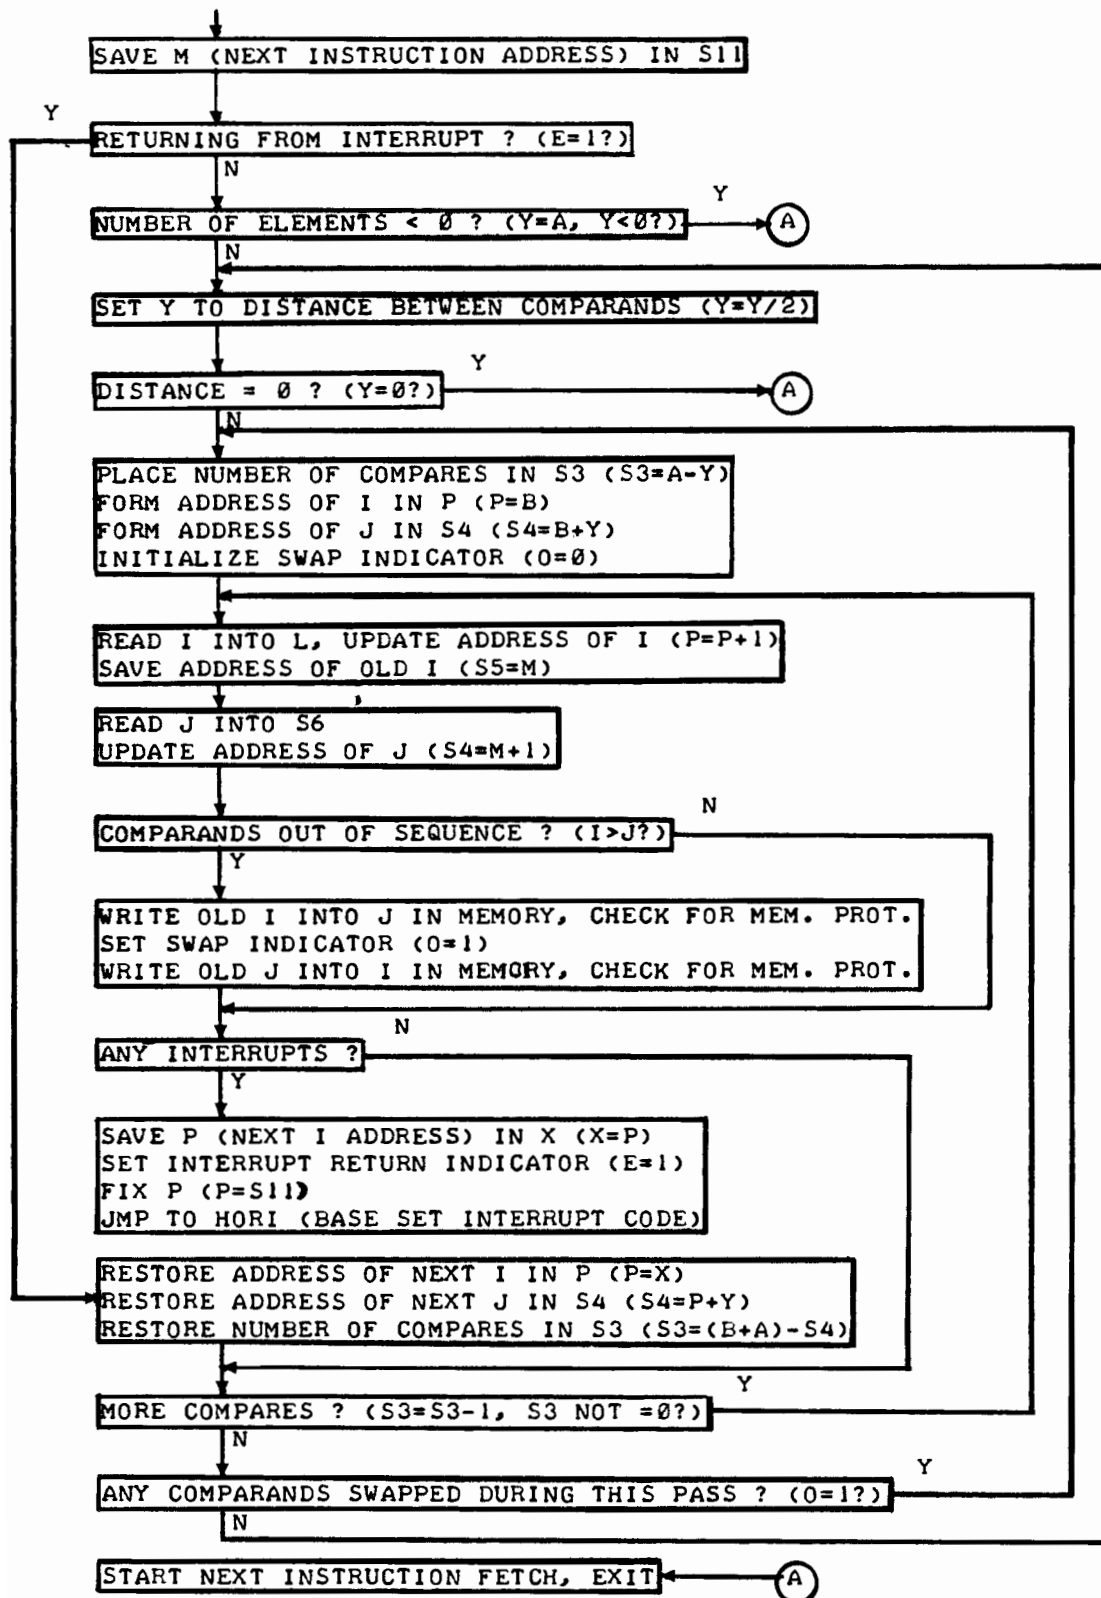 SAVE M (NEXT INSTRUCTION ADDRESS) IN S11
Y
RETURNING FROM INTERRUPT ? (E=1?)
N
Y
NUMBER OF ELEMENTS < Ø ? (Y=A, Y<Ø?)
A
N
SET Y TO DISTANCE BETWEEN COMPARANDS (Y=Y/2)
Y
DISTANCE = Ø ? (Y=Ø?)
A
N
PLACE NUMBER OF COMPARES IN S3 (S3=A-Y)
FORM ADDRESS OF I IN P (P=B)
FORM ADDRESS OF J IN S4 (S4=B+Y)
INITIALIZE SWAP INDICATOR (O=Ø)
READ I INTO L, UPDATE ADDRESS OF I (P=P+1)
SAVE ADDRESS OF OLD I (S5=M)
READ J INTO S6
UPDATE ADDRESS OF J (S4=M+1)
N
COMPARANDS OUT OF SEQUENCE ? (I>J?)
Y
WRITE OLD I INTO J IN MEMORY, CHECK FOR MEM. PROT.
SET SWAP INDICATOR (O=1)
WRITE OLD J INTO I IN MEMORY, CHECK FOR MEM. PROT.
N
ANY INTERRUPTS ?
Y
SAVE P (NEXT I ADDRESS) IN X (X=P)
SET INTERRUPT RETURN INDICATOR (E=1)
FIX P (P=S11)
JMP TO HORI (BASE SET INTERRUPT CODE)
RESTORE ADDRESS OF NEXT I IN P (P=X)
RESTORE ADDRESS OF NEXT J IN S4 (S4=P+Y)
RESTORE NUMBER OF COMPARES IN S3 (S3=(B+A)-S4)
Y
MORE COMPARES ? (S3=S3-1, S3 NOT =Ø?)
N
Y
ANY COMPARANDS SWAPPED DURING THIS PASS ? (O=1?)
N
START NEXT INSTRUCTION FETCH, EXIT
A